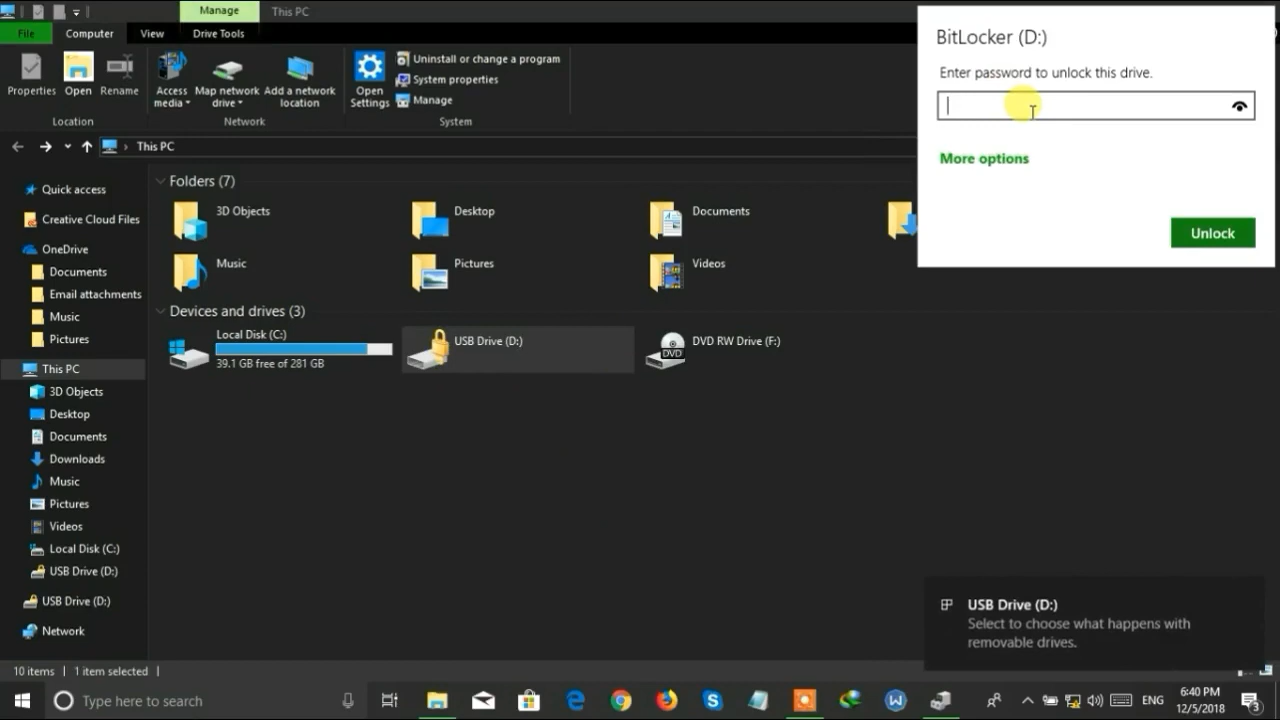 Manage
This PC
File
Computer
View
Drive Tools
Properties
Open
Rename
Access media
Map network drive
Add a network location
Open Settings
Uninstall or change a program
System properties
Manage
Location
Network
System
This PC
Quick access
Creative Cloud Files
OneDrive
Documents
Email attachments
Music
Pictures
This PC
3D Objects
Desktop
Documents
Downloads
Music
Pictures
Videos
Local Disk (C:)
USB Drive (D:)
USB Drive (D:)
Network
Folders (7)
3D Objects
Desktop
Documents
Music
Pictures
Videos
Devices and drives (3)
Local Disk (C:)
39.1 GB free of 281 GB
USB Drive (D:)
DVD
DVD RW Drive (F:)
BitLocker (D:)
Enter password to unlock this drive.
More options
Unlock
USB Drive (D:)
Select to choose what happens with
removable drives.
10 items
1 item selected
Type here to search
ENG
6:40 PM
12/5/2018
3